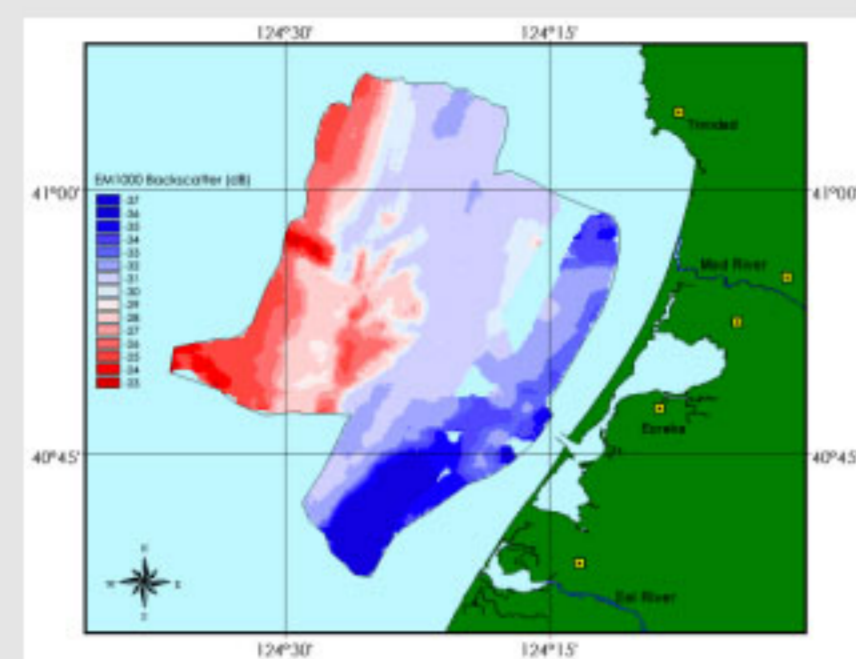 124°30'
124°15'
Trinidad
EM1000 Backscatter (dB)
41°00'
41°00'
-37
-36
-35
-34
-33
-32
-31
-30
-29
-28
-27
-26
-25
-24
-23
Mad River
Eureka
40°45'
40°45'
N
W
E
S
Eel River
124°30'
124°15'